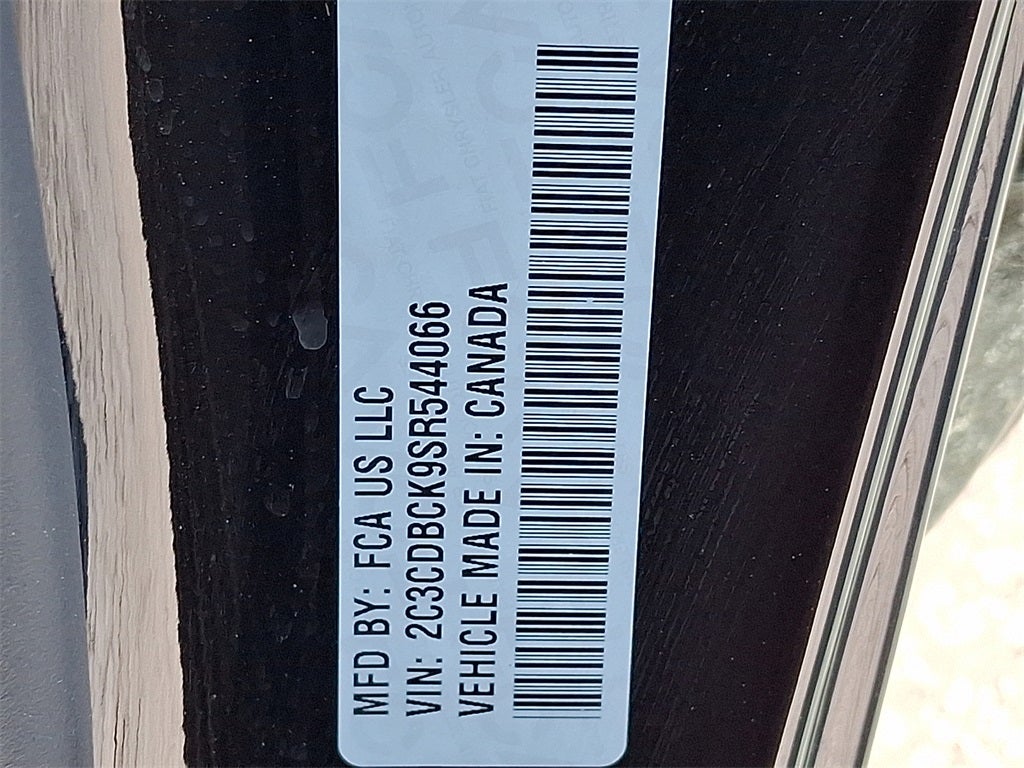 MFD BY: FCA US LLC
VIN: 2C3CDBCK9SR544066
VEHICLE MADE IN: CANADA